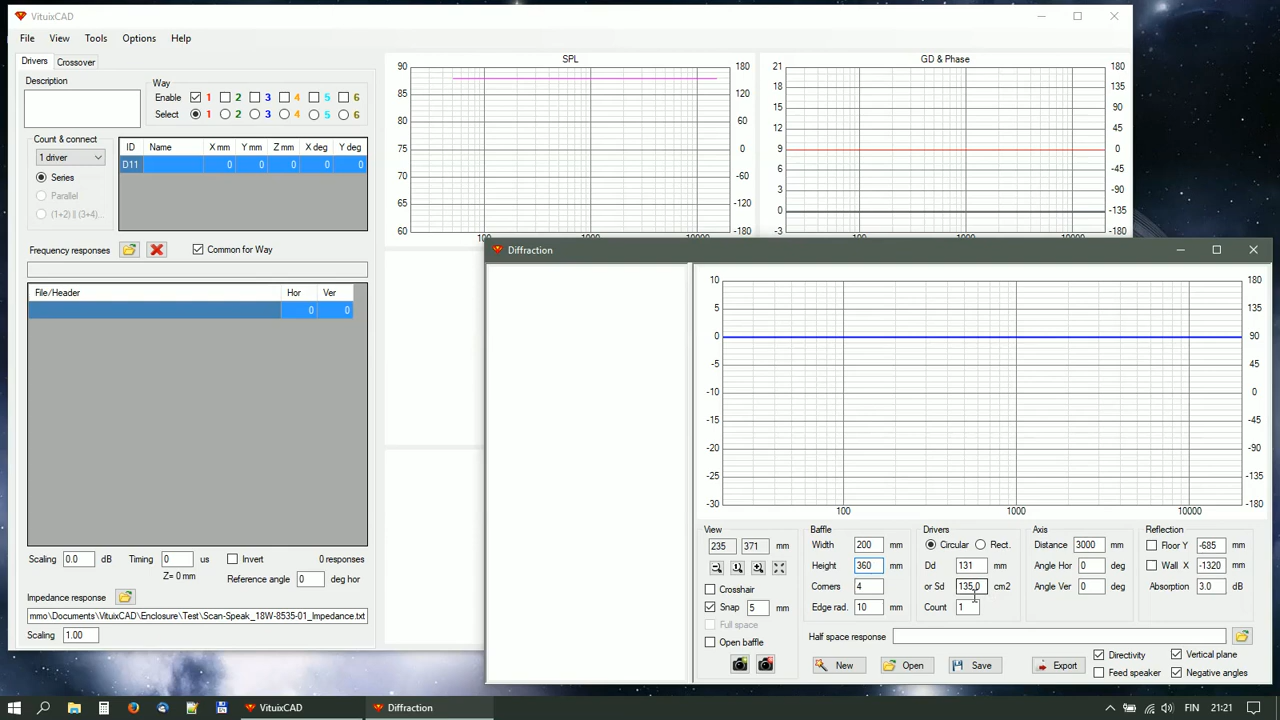 VituixCAD
File View Tools Options Help
Drivers Crossover
Description
Way
Enable 1 2 3 4 5 6
Select 1 2 3 4 5 6
Count & connect
1 driver
Series
Parallel
(1+2) || (3+4)...
ID Name X mm Y mm Z mm X deg Y deg
D11 0 0 0 0 0
Frequency responses
Common for Way
File/Header Hor Ver
0 0
Scaling 0.0 dB Timing 0 us Invert 0 responses
Z= 0 mm Reference angle 0 deg hor
Impedance response
mmo\Documents\VituixCAD\Enclosure\Test\Scan-Speak_18W-8535-01_Impedance.txt
Scaling 1.00
SPL
90 180
85 120
80 60
75 0
70 -60
65 -120
60 -180
GD & Phase
21 180
18 135
15 90
12 45
9 0
6 -45
3 -90
0 -135
-3 -180
Diffraction
10 180
5 135
0 90
-5 45
-10 0
-15 -45
-20 -90
-25 -135
-30 -180
100 1000 10000
View
235 371 mm
Crosshair
Snap 5 mm
Full space
Open baffle
Baffle
Width 200 mm
Height 360 mm
Corners 4
Edge rad. 10 mm
Drivers
Circular Rect.
Dd 131 mm
or Sd 135.0 cm2
Count 1
Axis
Distance 3000 mm
Angle Hor 0 deg
Angle Ver 0 deg
Reflection
Floor Y -685 mm
Wall X -1320 mm
Absorption 3.0 dB
Half space response
New Open Save Export
Directivity Vertical plane
Feed speaker Negative angles
VituixCAD Diffraction FIN 21:21